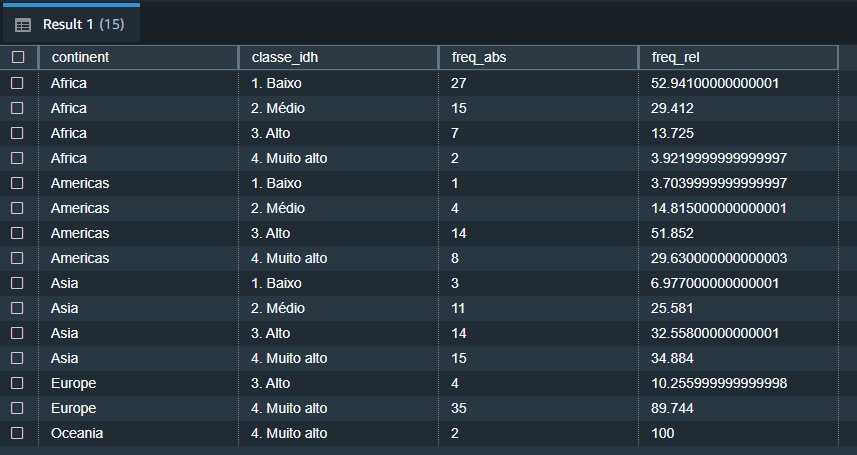 Result 1 (15)
continent classe_idh freq_abs freq_rel
Africa 1. Baixo 27 52.94100000000001
Africa 2. Médio 15 29.412
Africa 3. Alto 7 13.725
Africa 4. Muito alto 2 3.9219999999999997
Americas 1. Baixo 1 3.7039999999999997
Americas 2. Médio 4 14.815000000000001
Americas 3. Alto 14 51.852
Americas 4. Muito alto 8 29.630000000000003
Asia 1. Baixo 3 6.977000000000001
Asia 2. Médio 11 25.581
Asia 3. Alto 14 32.55800000000001
Asia 4. Muito alto 15 34.884
Europe 3. Alto 4 10.255999999999998
Europe 4. Muito alto 35 89.744
Oceania 4. Muito alto 2 100